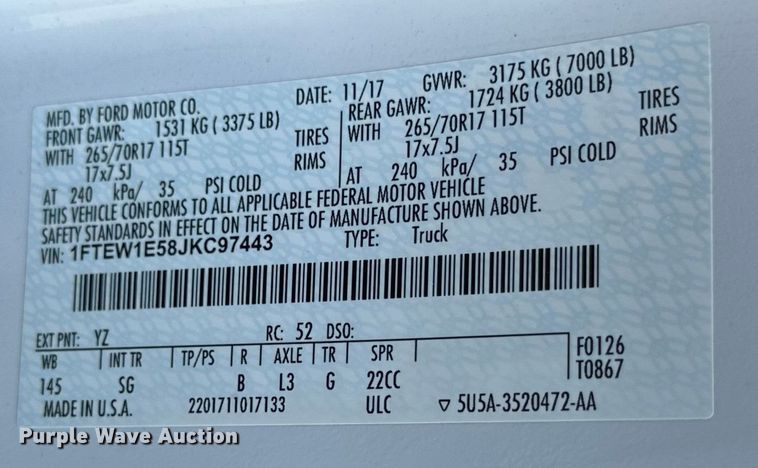 MFD. BY FORD MOTOR CO.
DATE: 11/17 GVWR: 3175 KG ( 7000 LB)
FRONT GAWR: 1531 KG ( 3375 LB)
WITH 265/70R17 115T TIRES
17x7.5J RIMS
AT 240 kPa/ 35 PSI COLD
REAR GAWR: 1724 KG ( 3800 LB)
WITH 265/70R17 115T TIRES
17x7.5J RIMS
AT 240 kPa/ 35 PSI COLD
THIS VEHICLE CONFORMS TO ALL APPLICABLE FEDERAL MOTOR VEHICLE
SAFETY STANDARDS IN EFFECT ON THE DATE OF MANUFACTURE SHOWN ABOVE.
VIN: 1FTEW1E58JKC97443 TYPE: Truck
EXT PNT: YZ RC: 52 DSO:
WB INT TR TP/PS R AXLE TR SPR
145 SG B L3 G 22CC
F0126
T0867
MADE IN U.S.A. 2201711017133 ULC ▽ 5U5A-3520472-AA
Purple Wave Auction